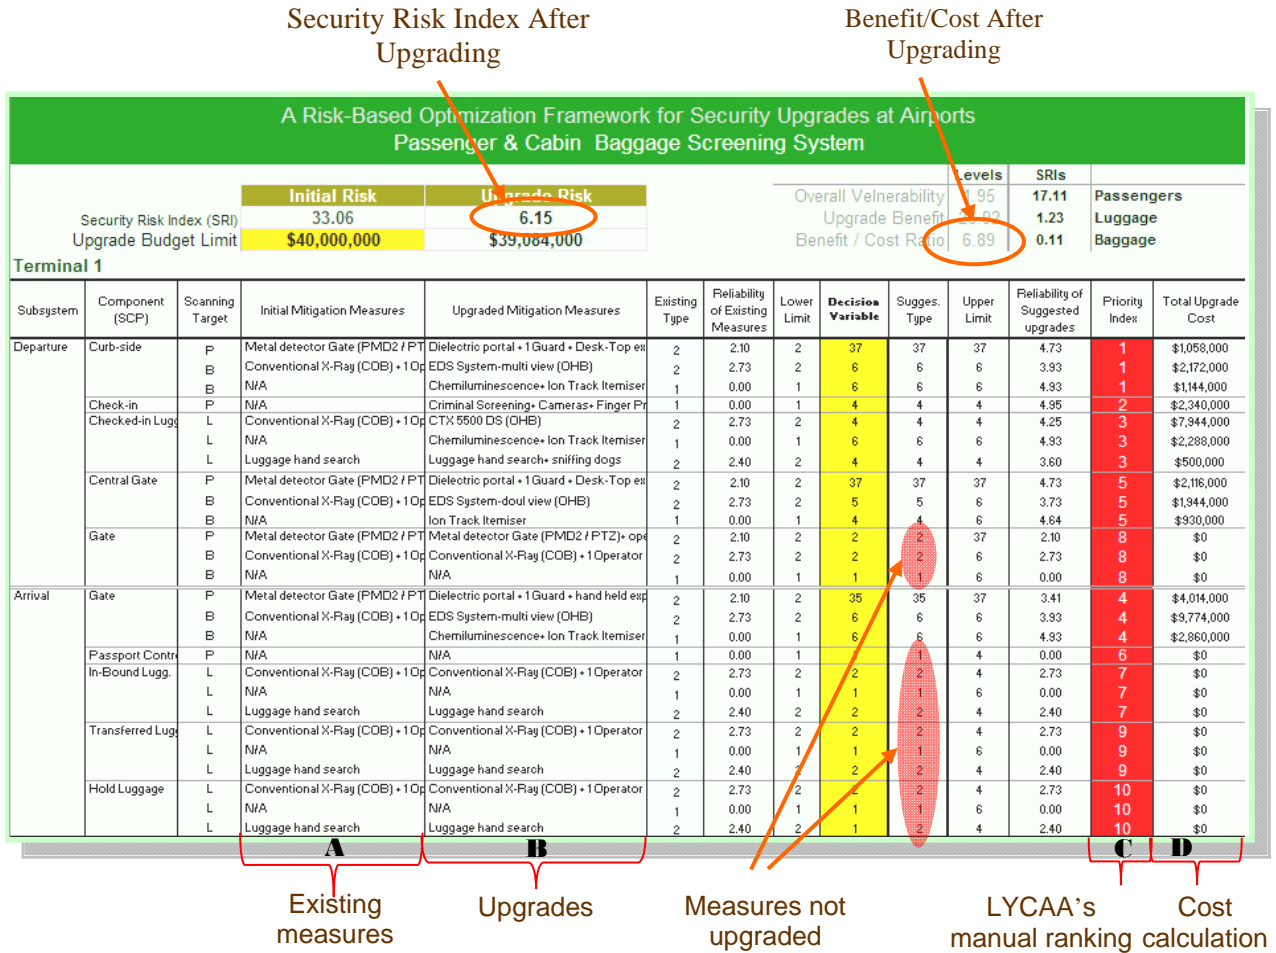 Security Risk Index After
Upgrading
Benefit/Cost After
Upgrading
A Risk-Based Optimization Framework for Security Upgrades at Airports
Passenger & Cabin Baggage Screening System
Levels SRIs
Initial Risk Upgrade Risk Overall Velnerability 1.95 17.11 Passengers
Security Risk Index (SRI) 33.06 6.15 Upgrade Benefit 1.23 Luggage
Upgrade Budget Limit $40,000,000 $39,084,000 Benefit / Cost Ratio 6.89 0.11 Baggage
Terminal 1
Subsystem Component (SCP) Scanning Target Initial Mitigation Measures Upgraded Mitigation Measures Existing Type Reliability of Existing Measures Lower Limit Decision Variable Sugges. Type Upper Limit Reliability of Suggested upgrades Priority Index Total Upgrade Cost
Departure Curb-side P Metal detector Gate (PMD2 / PT Dielectric portal + 1 Guard + Desk-Top ex 2 2.10 2 37 37 37 4.73 1 $1,058,000
B Conventional X-Ray (COB) + 1 Op EDS System-multi view (OHB) 2 2.73 2 6 6 6 3.93 1 $2,172,000
B N/A Chemiluminescence+ Ion Track Itemiser 1 0.00 1 6 6 6 4.93 1 $1,144,000
Check-in P N/A Criminal Screening+ Cameras+ Finger Pr 1 0.00 1 4 4 4 4.95 2 $2,340,000
Checked-in Lugg L Conventional X-Ray (COB) + 1 Op CTX 5500 DS (OHB) 2 2.73 2 4 4 4 4.25 3 $7,944,000
L N/A Chemiluminescence+ Ion Track Itemiser 1 0.00 1 6 6 6 4.93 3 $2,288,000
L Luggage hand search Luggage hand search+ sniffing dogs 2 2.40 2 4 4 4 3.60 3 $500,000
Central Gate P Metal detector Gate (PMD2 / PT Dielectric portal + 1 Guard + Desk-Top ex 2 2.10 2 37 37 37 4.73 5 $2,116,000
B Conventional X-Ray (COB) + 1 Op EDS System-doul view (OHB) 2 2.73 2 5 5 6 3.73 5 $1,944,000
B N/A Ion Track Itemiser 1 0.00 1 4 4 6 4.64 5 $930,000
Gate P Metal detector Gate (PMD2 / PT Metal detector Gate (PMD2 / PTZ)+ ope 2 2.10 2 2 2 37 2.10 8 $0
B Conventional X-Ray (COB) + 1 Op Conventional X-Ray (COB) + 1 Operator 2 2.73 2 2 2 6 2.73 8 $0
B N/A N/A 1 0.00 1 1 1 6 0.00 8 $0
Arrival Gate P Metal detector Gate (PMD2 / PT Dielectric portal + 1 Guard + hand held exp 2 2.10 2 35 35 37 3.41 4 $4,014,000
B Conventional X-Ray (COB) + 1 Op EDS System-multi view (OHB) 2 2.73 2 6 6 6 3.93 4 $9,774,000
B N/A Chemiluminescence+ Ion Track Itemiser 1 0.00 1 6 6 6 4.93 4 $2,860,000
Passport Contr P N/A N/A 1 0.00 1 1 1 4 0.00 6 $0
In-Bound Lugg. L Conventional X-Ray (COB) + 1 Op Conventional X-Ray (COB) + 1 Operator 2 2.73 2 2 2 4 2.73 7 $0
L N/A N/A 1 0.00 1 1 1 6 0.00 7 $0
L Luggage hand search Luggage hand search 2 2.40 2 2 2 4 2.40 7 $0
Transferred Lugg L Conventional X-Ray (COB) + 1 Op Conventional X-Ray (COB) + 1 Operator 2 2.73 2 2 2 4 2.73 9 $0
L N/A N/A 1 0.00 1 1 1 6 0.00 9 $0
L Luggage hand search Luggage hand search 2 2.40 2 2 2 4 2.40 9 $0
Hold Luggage L Conventional X-Ray (COB) + 1 Op Conventional X-Ray (COB) + 1 Operator 2 2.73 2 2 2 4 2.73 10 $0
L N/A N/A 1 0.00 1 1 1 6 0.00 10 $0
L Luggage hand search Luggage hand search 2 2.40 2 1 2 4 2.40 10 $0
A B C D
Existing measures
Upgrades
Measures not upgraded
LYCAA's manual ranking
Cost calculation